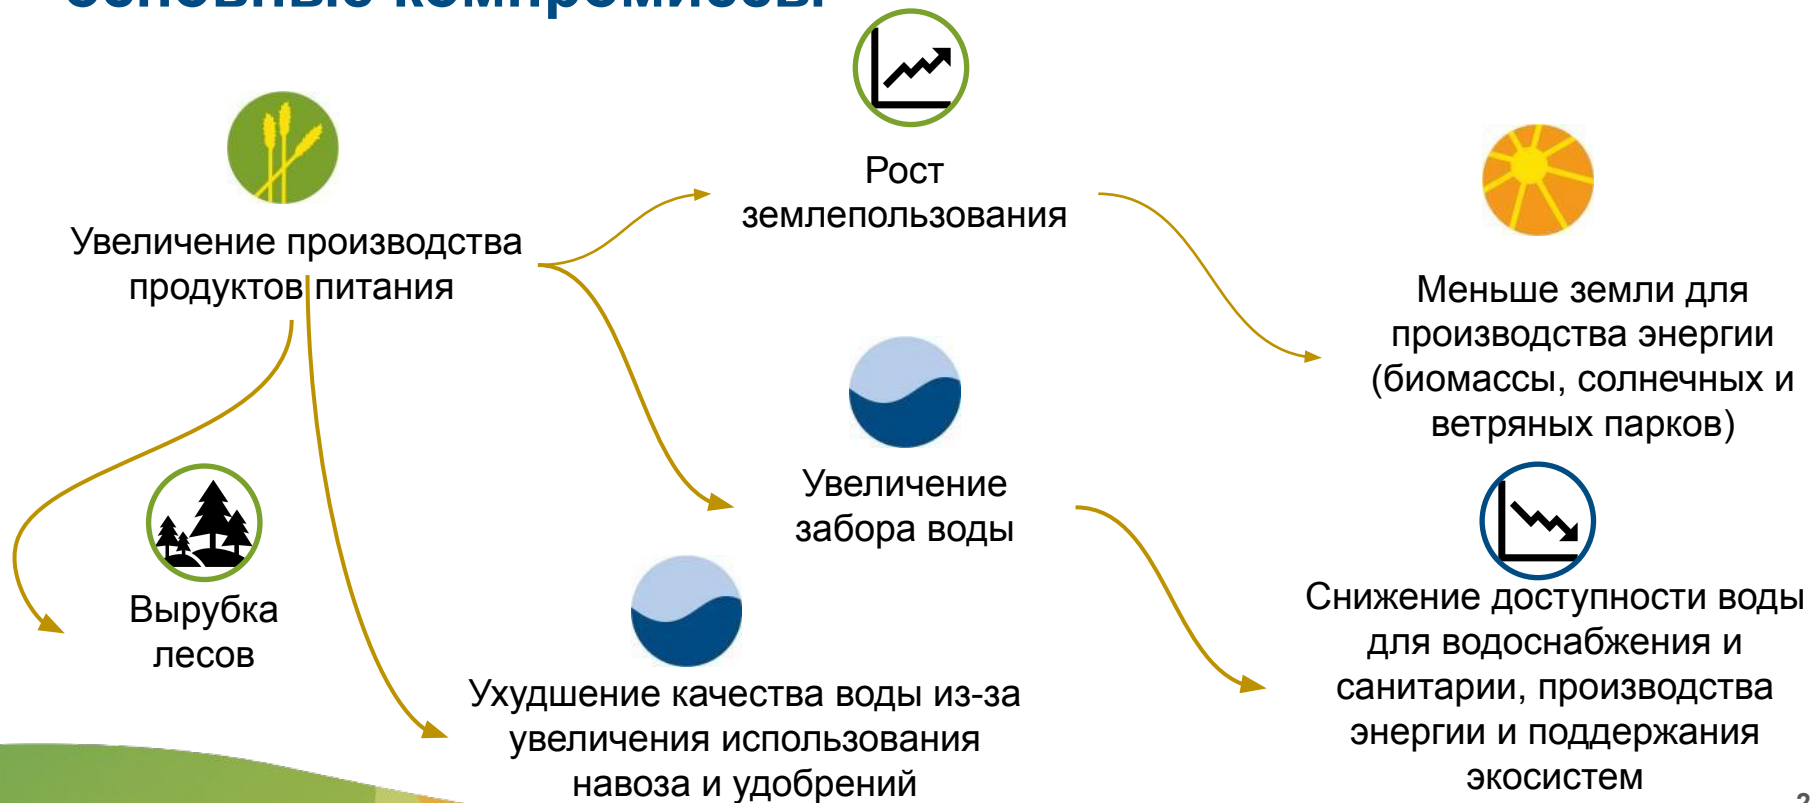 основные компромиссы
Увеличение производства
продуктов питания
Рост
землепользования
Меньше земли для
производства энергии
(биомассы, солнечных и
ветряных парков)
Увеличение
забора воды
Вырубка
лесов
Ухудшение качества воды из-за
увеличения использования
навоза и удобрений
Снижение доступности воды
для водоснабжения и
санитарии, производства
энергии и поддержания
экосистем